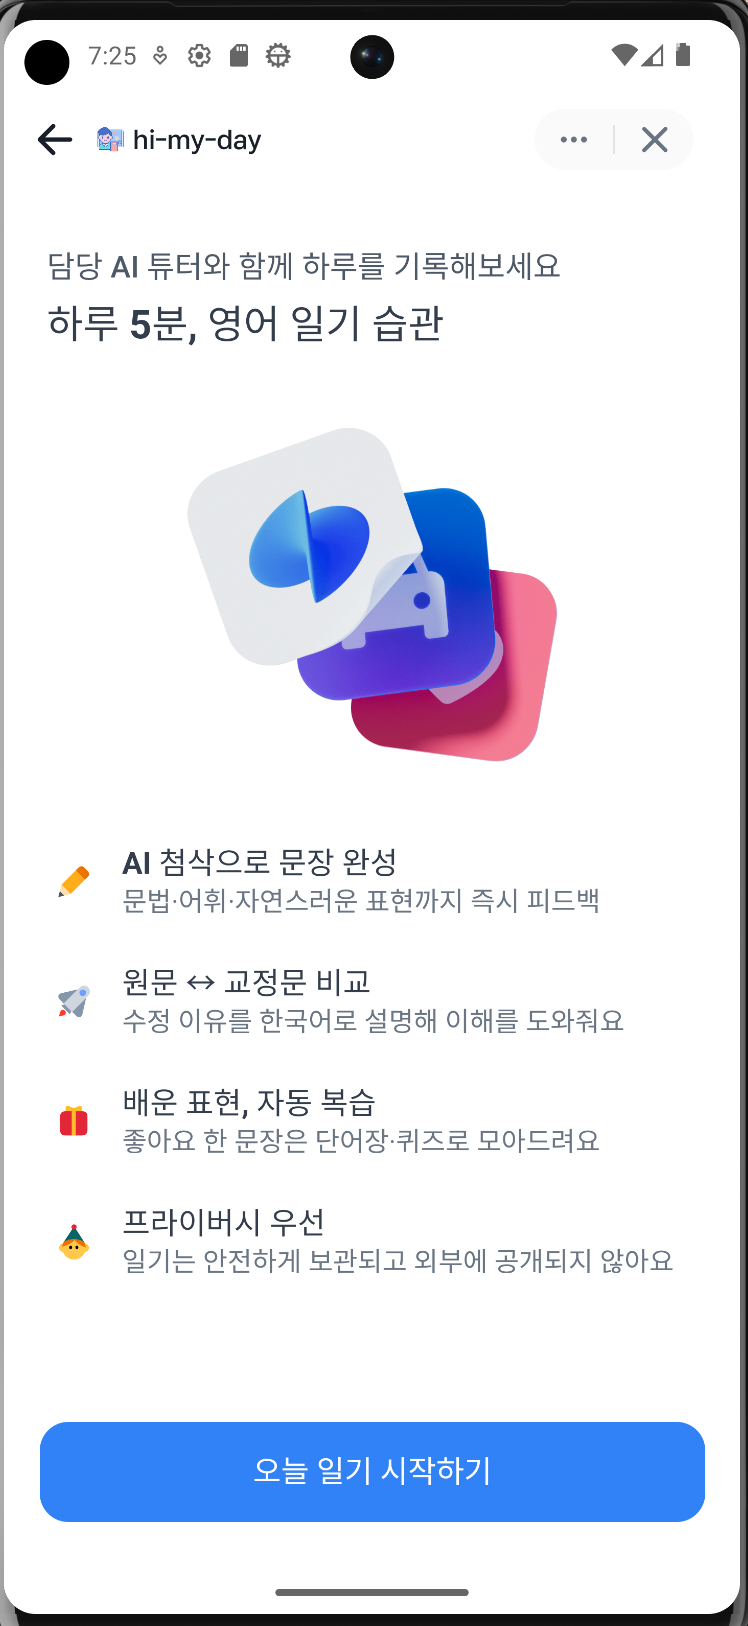 7:25
hi-my-day
담당 AI 튜터와 함께 하루를 기록해보세요
하루 5분, 영어 일기 습관
AI 첨삭으로 문장 완성
문법·어휘·자연스러운 표현까지 즉시 피드백
원문 ↔ 교정문 비교
수정 이유를 한국어로 설명해 이해를 도와줘요
배운 표현, 자동 복습
좋아요 한 문장은 단어장·퀴즈로 모아드려요
프라이버시 우선
일기는 안전하게 보관되고 외부에 공개되지 않아요
오늘 일기 시작하기